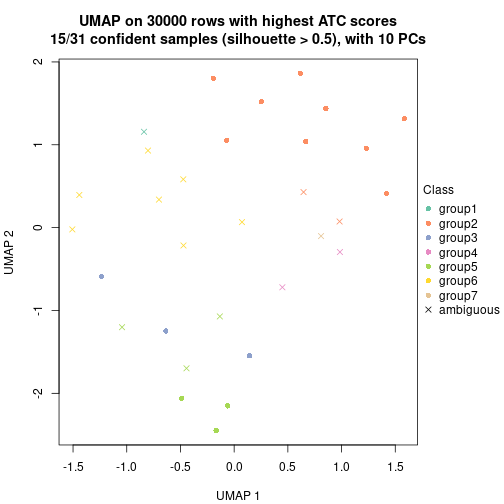 UMAP on 30000 rows with highest ATC scores
15/31 confident samples (silhouette > 0.5), with 10 PCs
UMAP 2
2
1
0
-1
-2
-1.5 -1.0 -0.5 0.0 0.5 1.0 1.5
UMAP 1
Class
group1
group2
group3
group4
group5
group6
group7
ambiguous